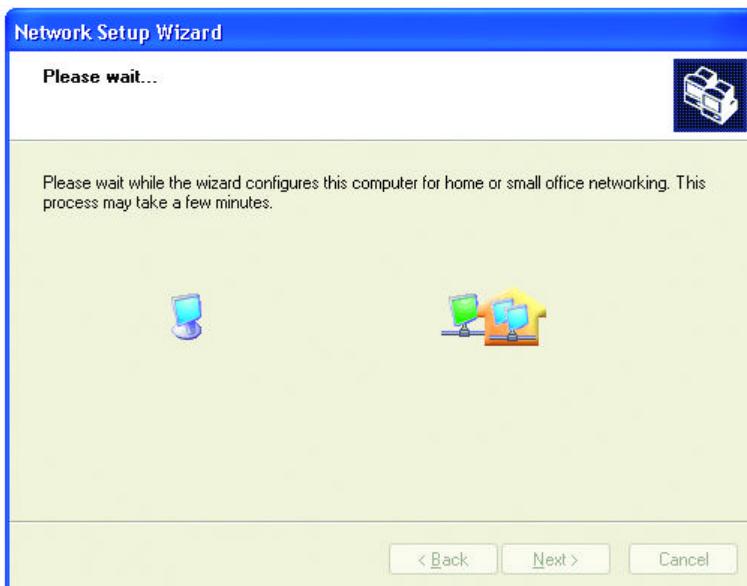 Network Setup Wizard
Please wait...
Please wait while the wizard configures this computer for home or small office networking. This
process may take a few minutes.
< Back Next > Cancel